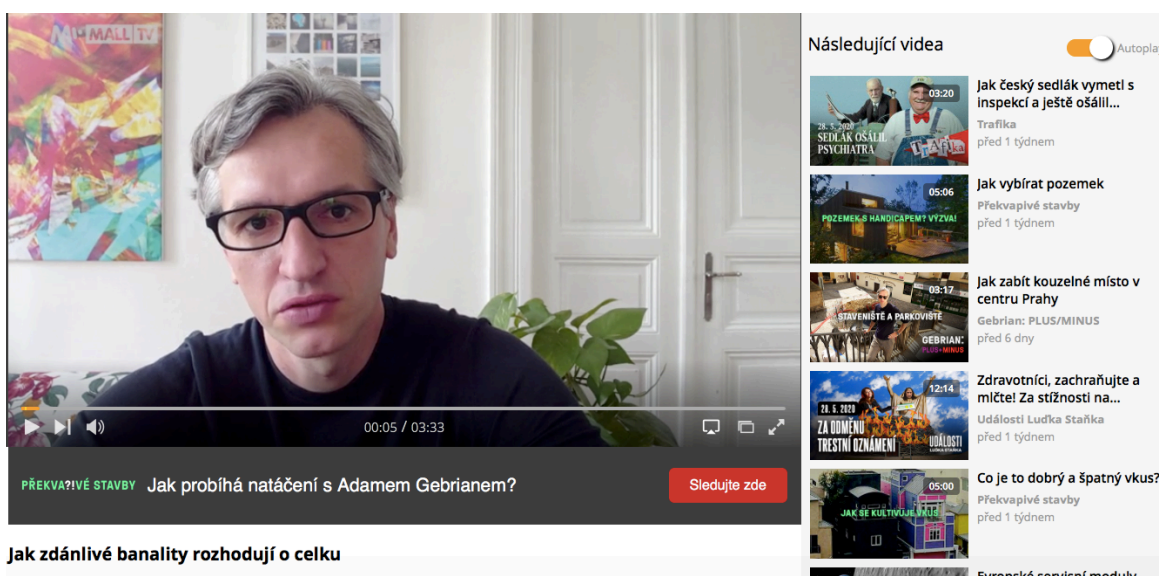 MALL TV
00:05 / 03:33
PŘEKVA?!VÉ STAVBY
Jak probíhá natáčení s Adamem Gebrianem?
Sledujte zde
Jak zdánlivé banality rozhodují o celku
Následující videa
Autopla
03:20
28. 5. 2020
SEDLÁK OŠÁLIL
PSYCHIATRA
TRAFIKA
Jak český sedlák vymetl s
inspekcí a ještě ošálil...
Trafika
před 1 týdnem
05:06
POZEMEK S HANDICAPEM? VÝZVA!
Jak vybírat pozemek
Překvapivé stavby
před 1 týdnem
03:17
STAVENIŠTĚ A PARKOVIŠTĚ
GEBRIAN:
PLUS+MINUS
Jak zabít kouzelné místo v
centru Prahy
Gebrian: PLUS/MINUS
před 6 dny
12:14
28. 5. 2020
ZA ODMĚNU
TRESTNÍ OZNÁMENÍ
UDÁLOSTI
LUĎKA STAŇKA
Zdravotníci, zachraňujte a
mlčte! Za stížnosti na...
Události Luďka Staňka
před 1 týdnem
05:00
JAK SE KULTIVUJE VKUS
Co je to dobrý a špatný vkus?
Překvapivé stavby
před 1 týdnem
Evropské servisní moduly